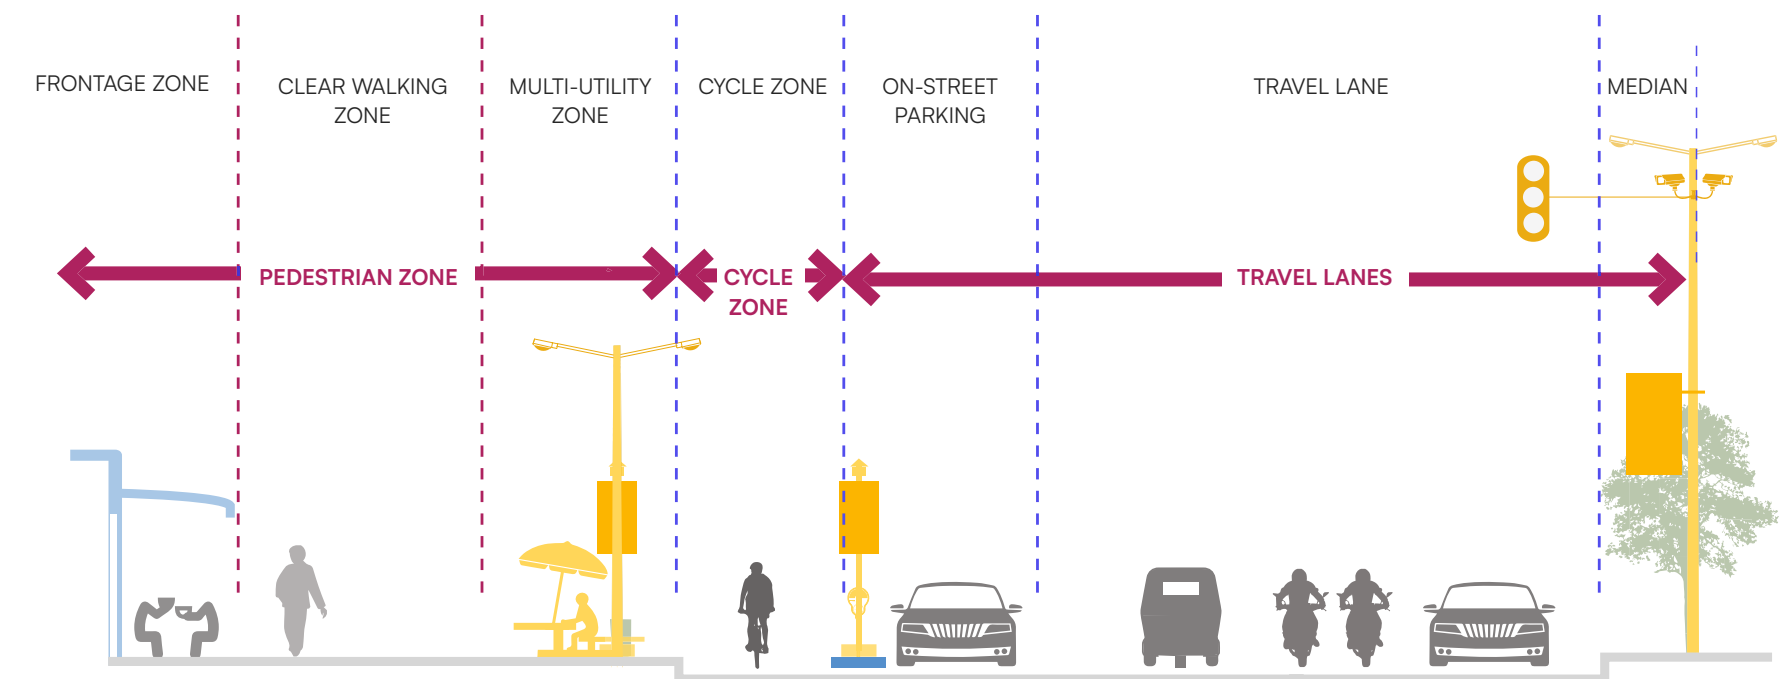 FRONTAGE ZONE
CLEAR WALKING
ZONE
MULTI-UTILITY
ZONE
CYCLE ZONE
ON-STREET
PARKING
TRAVEL LANE
MEDIAN
PEDESTRIAN ZONE
CYCLE
ZONE
TRAVEL LANES